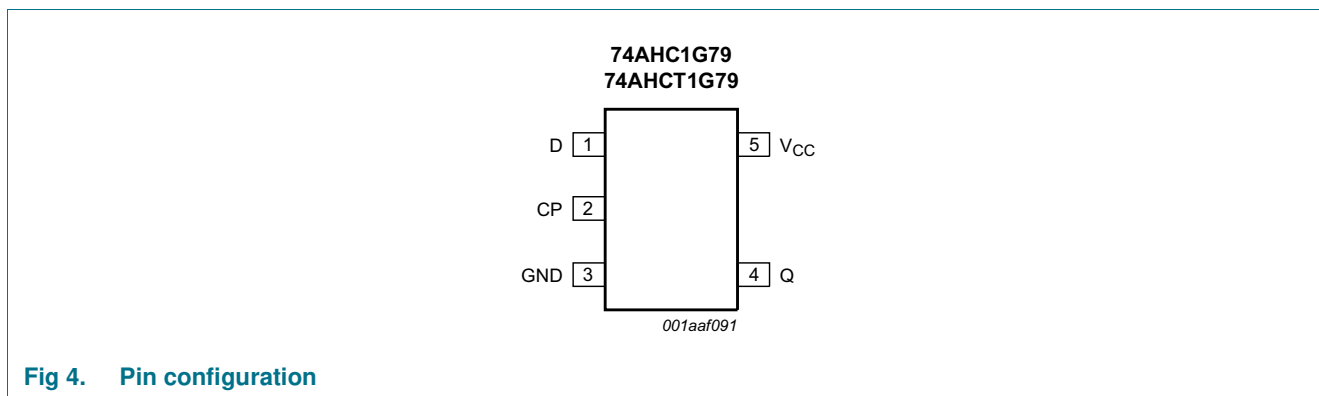 74AHC1G79
74AHCT1G79
D 1
5 VCC
CP 2
GND 3
4 Q
001aaf091
Fig 4. Pin configuration